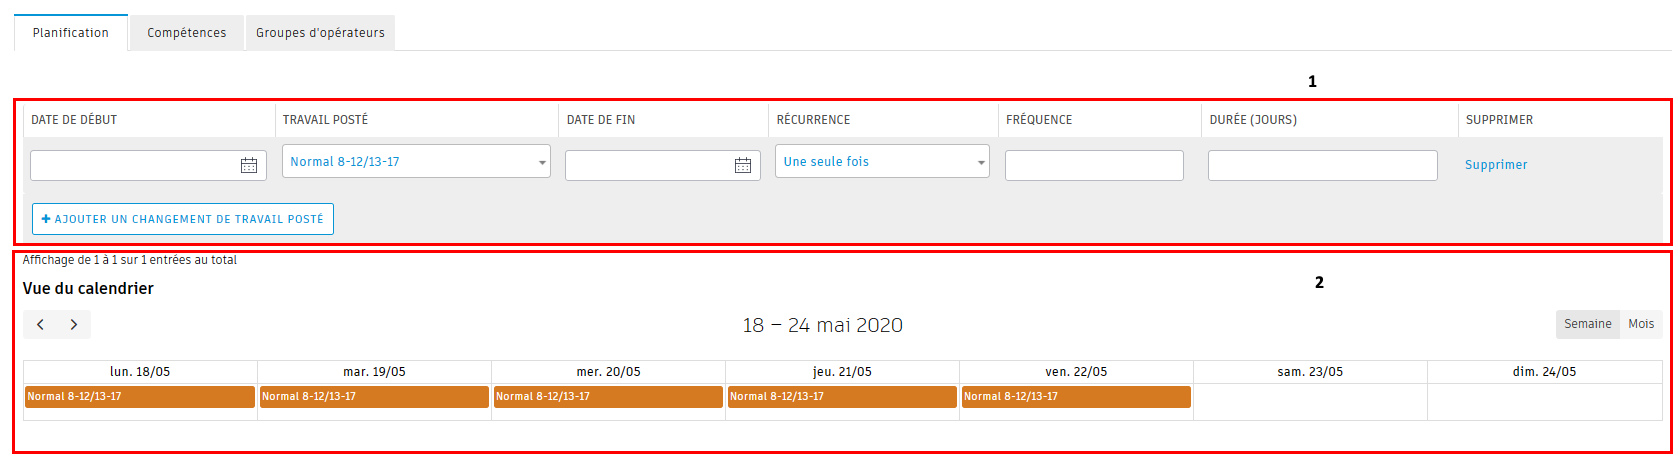 Planification Compétences Groupes d'opérateurs
1
DATE DE DÉBUT TRAVAIL POSTÉ DATE DE FIN RÉCURRENCE FRÉQUENCE DURÉE (JOURS) SUPPRIMER
Normal 8-12/13-17 Une seule fois Supprimer
+ AJOUTER UN CHANGEMENT DE TRAVAIL POSTÉ
Affichage de 1 à 1 sur 1 entrées au total
2
Vue du calendrier
18 – 24 mai 2020 Semaine Mois
lun. 18/05 mar. 19/05 mer. 20/05 jeu. 21/05 ven. 22/05 sam. 23/05 dim. 24/05
Normal 8-12/13-17 Normal 8-12/13-17 Normal 8-12/13-17 Normal 8-12/13-17 Normal 8-12/13-17